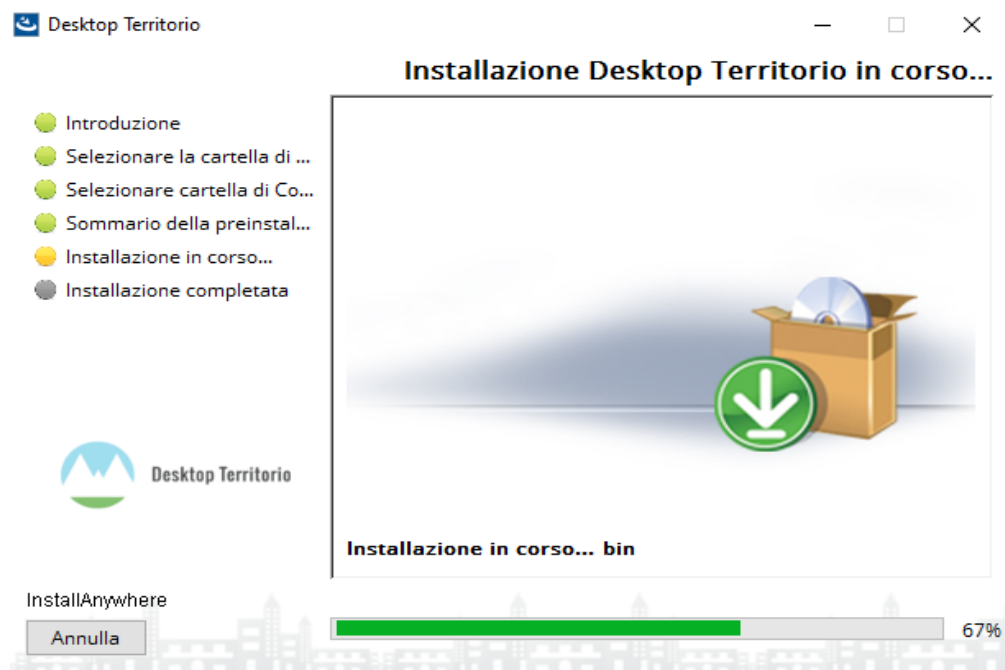 Desktop Territorio
Installazione Desktop Territorio in corso...
Introduzione
Selezionare la cartella di ...
Selezionare cartella di Co...
Sommario della preinstal...
Installazione in corso...
Installazione completata
Desktop Territorio
Installazione in corso... bin
InstallAnywhere
Annulla
67%